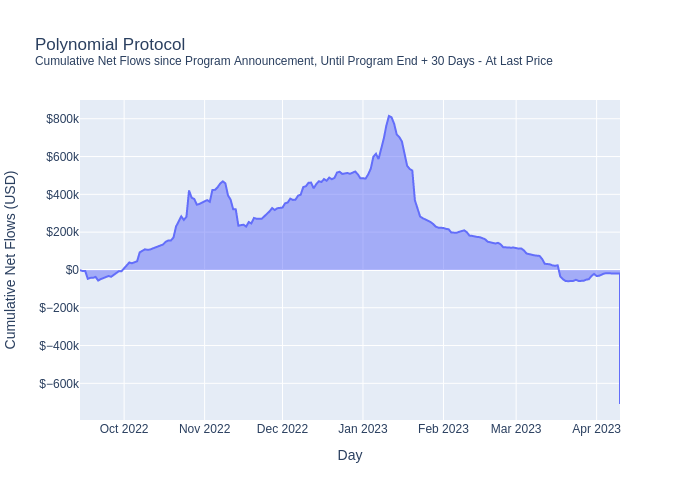 Polynomial Protocol
Cumulative Net Flows since Program Announcement, Until Program End + 30 Days - At Last Price
Cumulative Net Flows (USD)
$800k
$600k
$400k
$200k
$0
$−200k
$−400k
$−600k
Oct 2022 Nov 2022 Dec 2022 Jan 2023 Feb 2023 Mar 2023 Apr 2023
Day